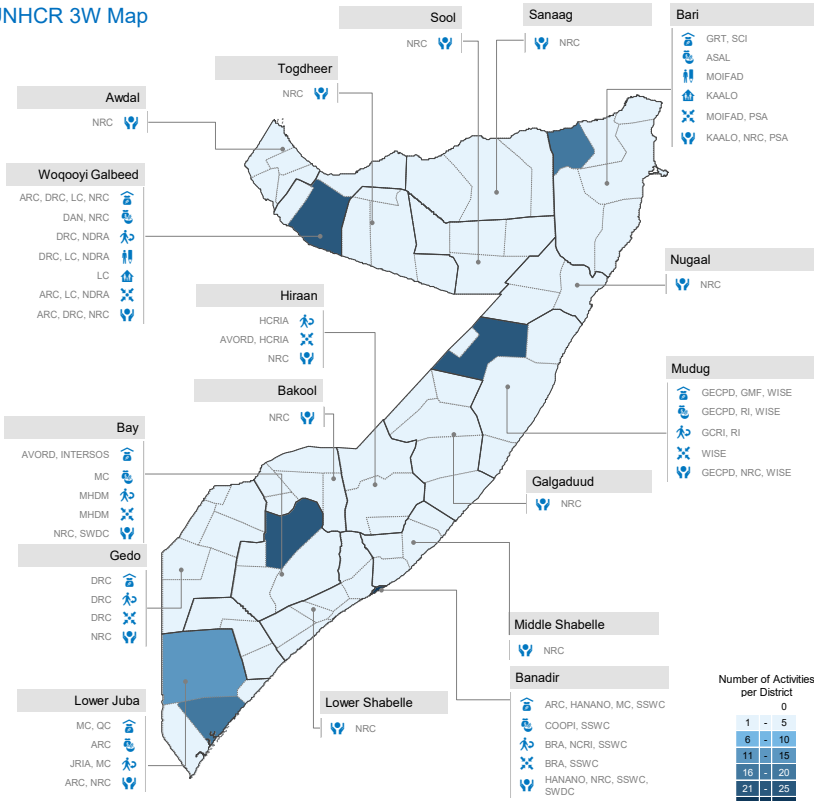 UNHCR 3W Map
Sool
NRC
Sanaag
NRC
Bari
GRT, SCI
ASAL
MOIFAD
KAALO
MOIFAD, PSA
KAALO, NRC, PSA
Togdheer
NRC
Awdal
NRC
Woqooyi Galbeed
ARC, DRC, LC, NRC
DAN, NRC
DRC, NDRA
DRC, LC, NDRA
LC
ARC, LC, NDRA
ARC, DRC, NRC
Nugaal
NRC
Hiraan
HCRIA
AVORD, HCRIA
NRC
Mudug
GECPD, GMF, WISE
GECPD, RI, WISE
GCRI, RI
WISE
GECPD, NRC, WISE
Bakool
NRC
Bay
AVORD, INTERSOS
MC
MHDM
MHDM
NRC, SWDC
Galgaduud
NRC
Gedo
DRC
DRC
DRC
NRC
Middle Shabelle
NRC
Banadir
ARC, HANANO, MC, SSWC
COOPI, SSWC
BRA, NCRI, SSWC
BRA, SSWC
HANANO, NRC, SSWC,
SWDC
Lower Juba
MC, QC
ARC
JRIA, MC
ARC, NRC
Lower Shabelle
NRC
Number of Activities
per District
0
1 - 5
6 - 10
11 - 15
16 - 20
21 - 25